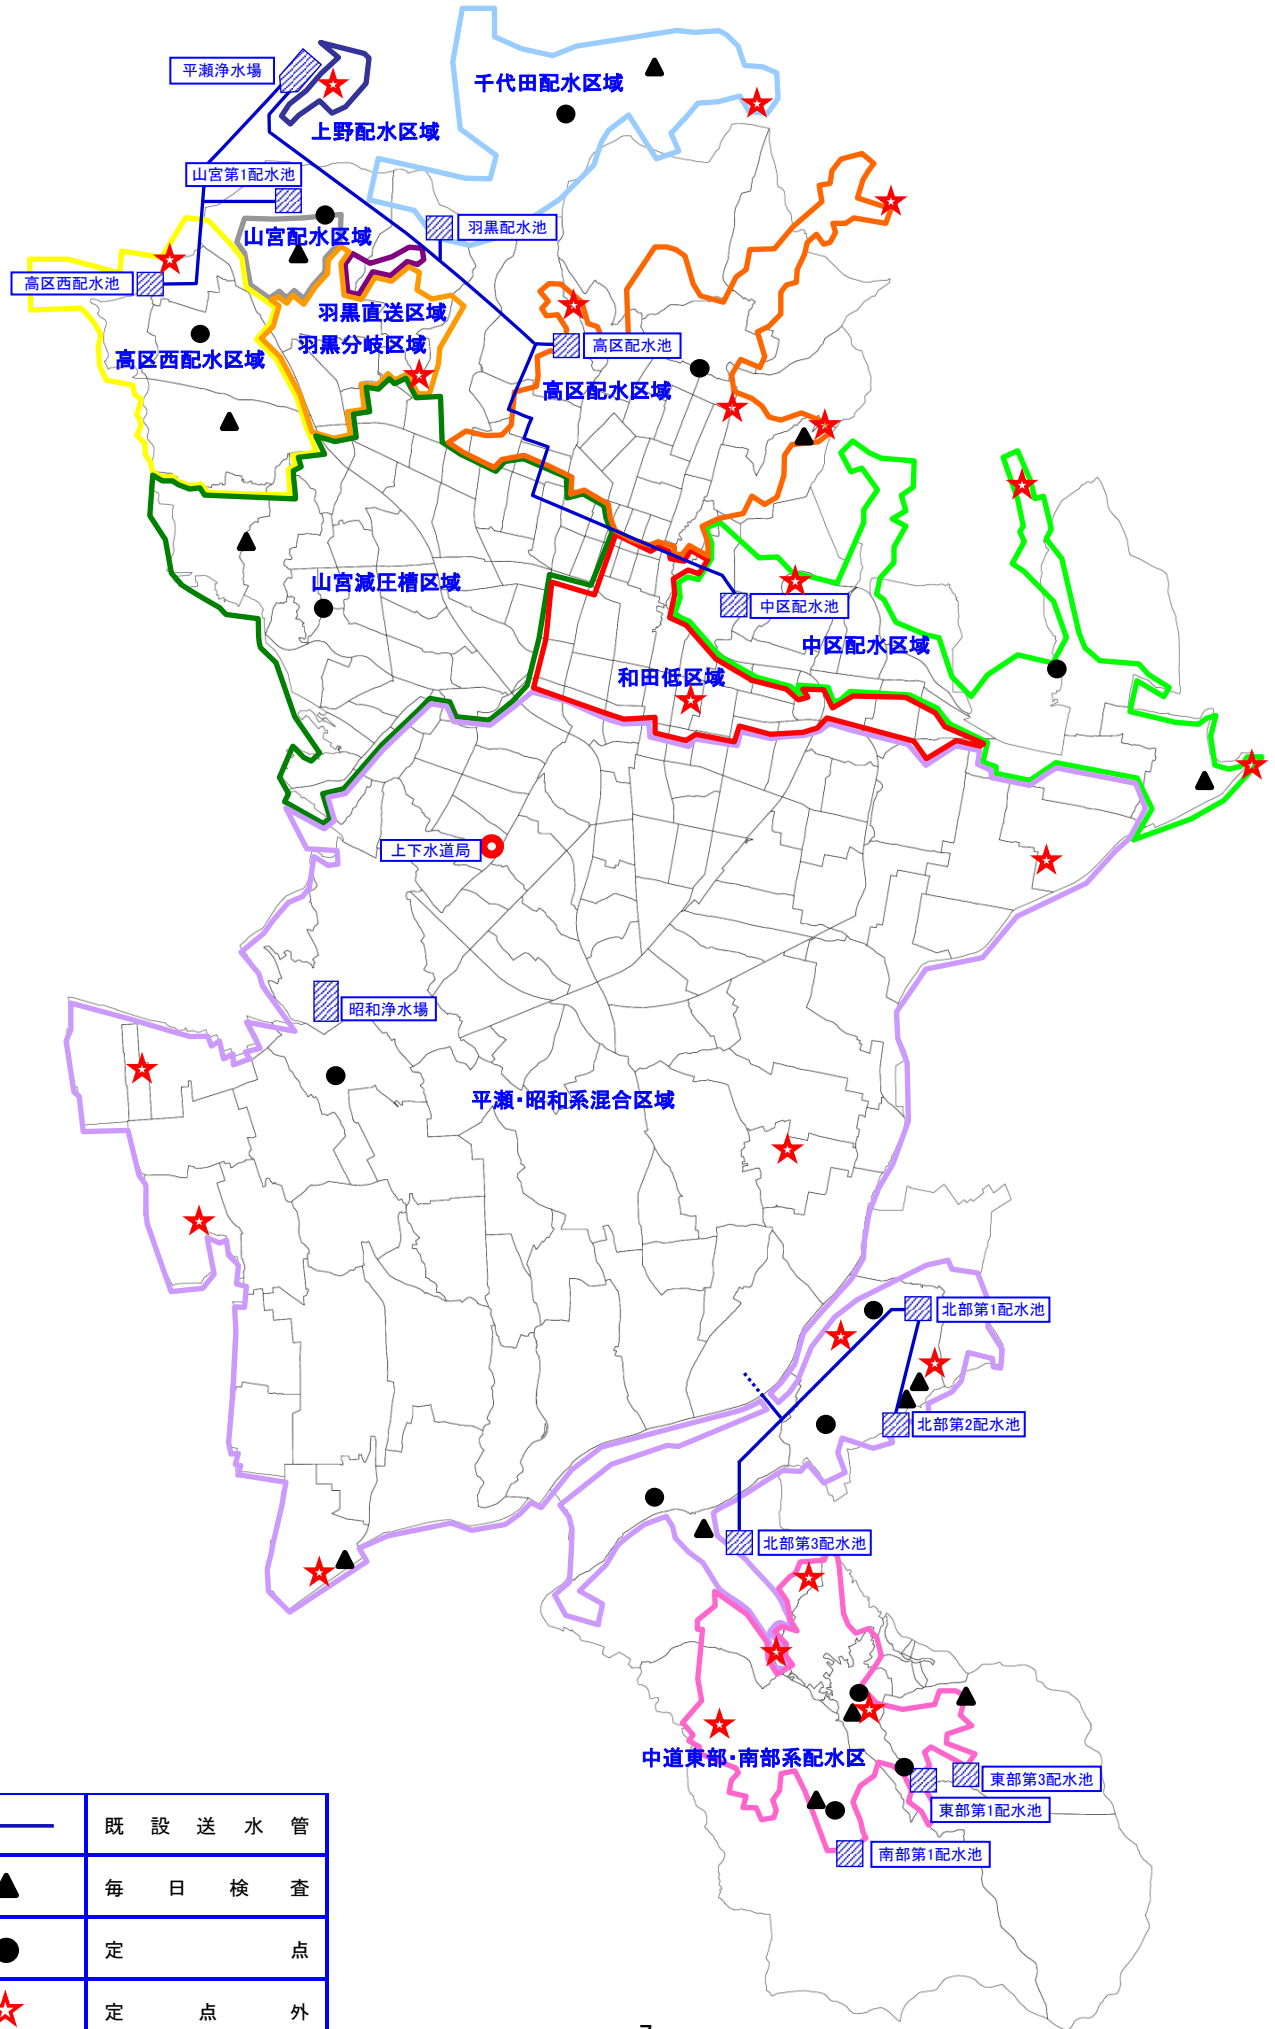 平瀬浄水場
千代田配水区域
上野配水区域
山宮第1配水池
羽黒配水池
山宮配水区域
高区西配水池
羽黒直送区域
羽黒分岐区域
高区配水池
高区西配水区域
高区配水区域
山宮減圧槽区域
中区配水池
中区配水区域
和田低区域
上下水道局
昭和浄水場
平瀬・昭和系混合区域
北部第1配水池
北部第2配水池
北部第3配水池
中道東部・南部系配水区
東部第3配水池
東部第1配水池
南部第1配水池
既設送水管
毎日検査
定点
定点外